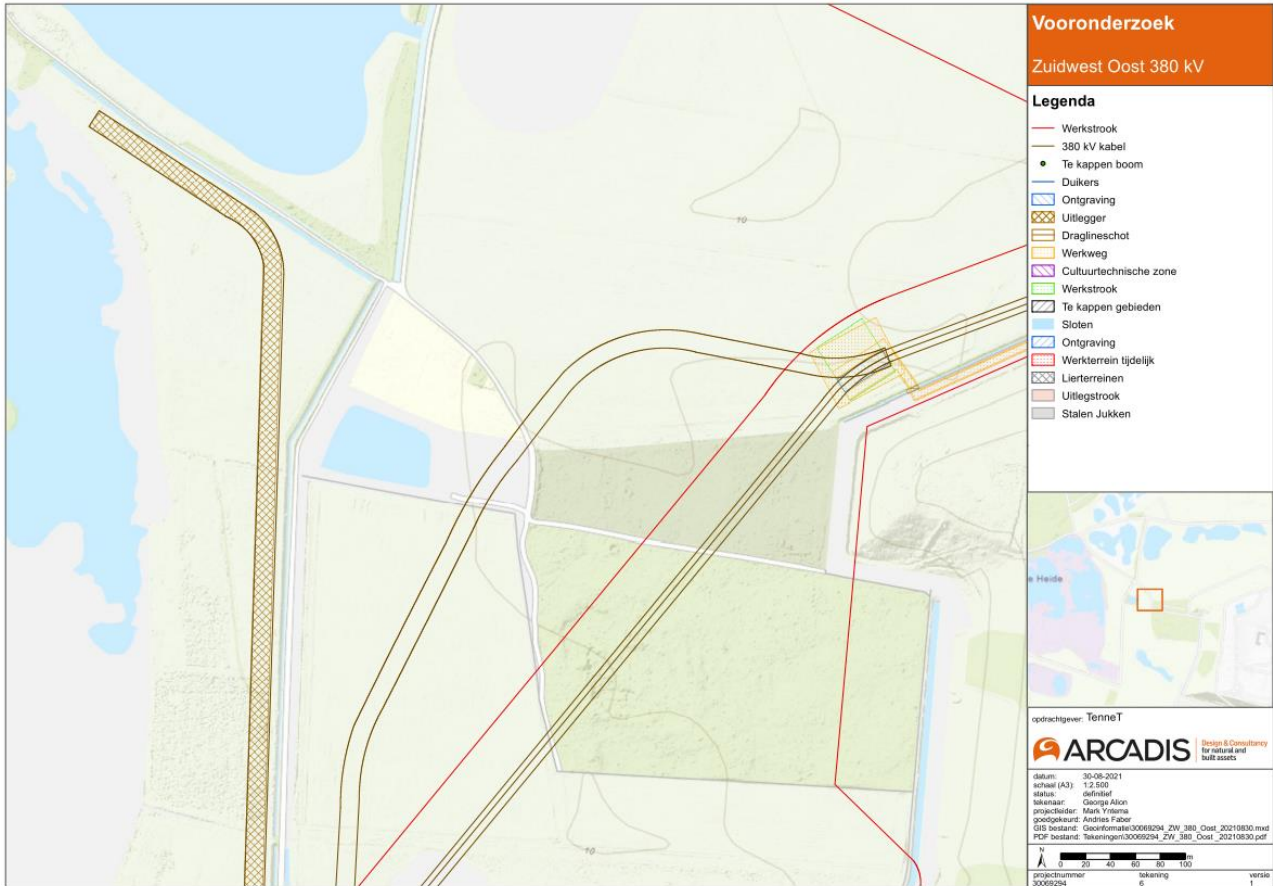 Vooronderzoek
Zuidwest Oost 380 kV
Legenda
Werkstrook
380 kV kabel
Te kappen boom
Duikers
Ontgraving
Uitlegger
Draglineschot
Werkweg
Cultuurtechnische zone
Werkstrook
Te kappen gebieden
Sloten
Ontgraving
Werkterrein tijdelijk
Lierterreinen
Uitlegstrook
Stalen Jukken
10
10
e Heide
opdrachtgever: TenneT
ARCADIS
Design & Consultancy
for natural and
built assets
datum: 30-08-2021
schaal (A3): 1:2.500
status: definitief
tekenaar: George Alion
projectleider: Mark Yntema
goedgekeurd: Andries Faber
GIS bestand: Geoinformatie\30069294_ZW_380_Oost_20210830.mxd
PDF bestand: Tekeningen\30069294_ZW_380_Oost_20210830.pdf
N
m
0 20 40 60 80 100
projectnummer tekening versie
30069294 6 1